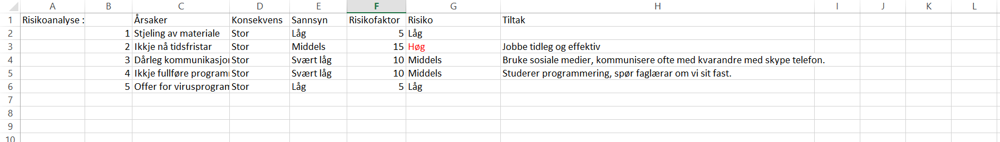 A B C D E F G H I J K L
1 Risikoanalyse : Årsaker Konsekvens Sannsyn Risikofaktor Risiko Tiltak
2 1 Stjeling av materiale Stor Låg 5 Låg
3 2 Ikkje nå tidsfristar Stor Middels 15 Høg Jobbe tidleg og effektiv
4 3 Dårleg kommunikasjo Stor Svært låg 10 Middels Bruke sosiale medier, kommunisere ofte med kvarandre med skype telefon.
5 4 Ikkje fullføre program Stor Svært låg 10 Middels Studerer programmering, spør faglærar om vi sit fast.
6 5 Offer for virusprogram Stor Låg 5 Låg
7
8
9
10